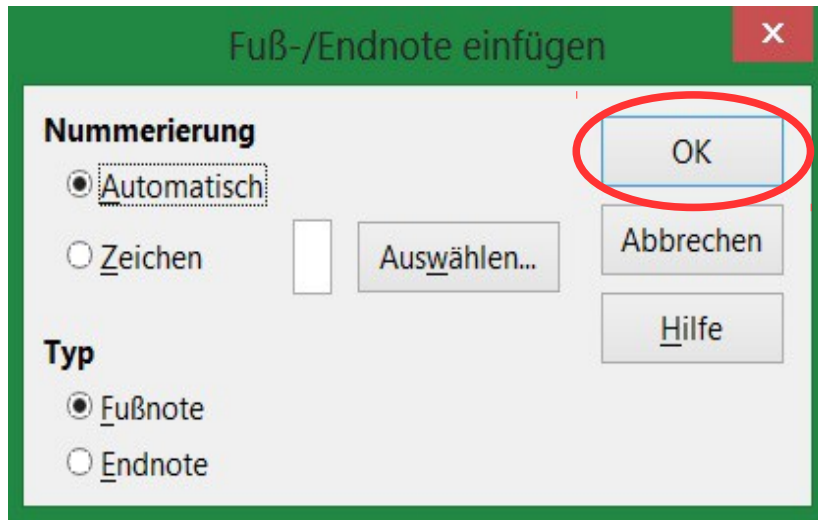 Fuß-/Endnote einfügen
x
Nummerierung
Automatisch
Zeichen
Auswählen...
OK
Abbrechen
Hilfe
Typ
Fußnote
Endnote